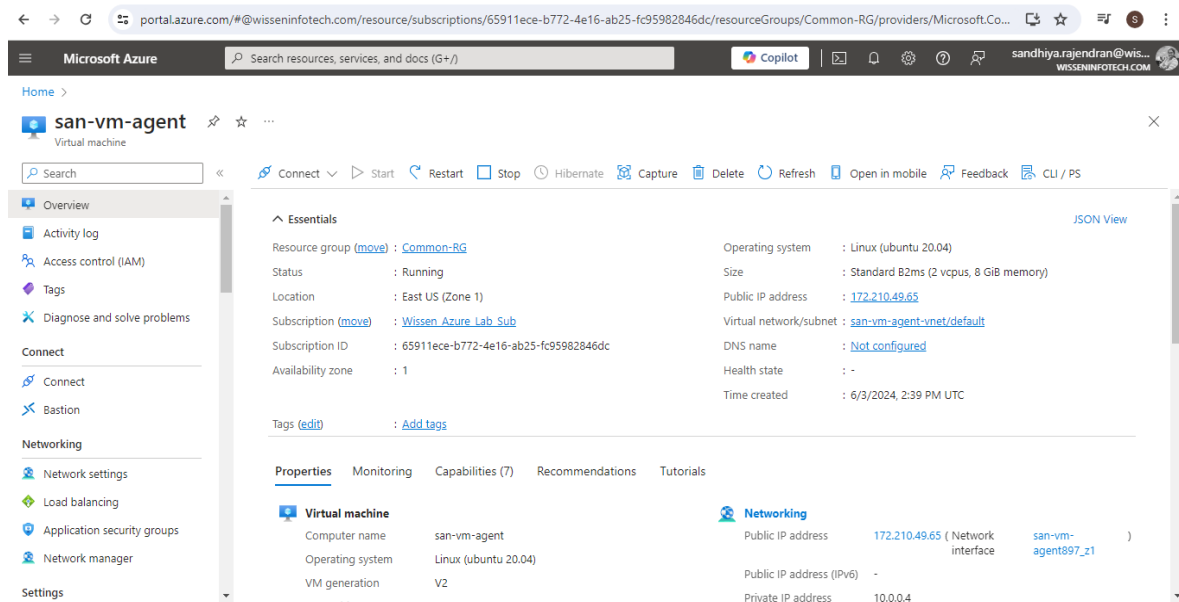 portal.azure.com/#@wisseninfotech.com/resource/subscriptions/65911ece-b772-4e16-ab25-fc95982846dc/resourceGroups/Common-RG/providers/Microsoft.Co...
S
Microsoft Azure
Search resources, services, and docs (G+/)
Copilot
sandhiya.rajendran@wis...
WISSENINFOTECH.COM
Home >
san-vm-agent
Virtual machine
Search
Connect
Start
Restart
Stop
Hibernate
Capture
Delete
Refresh
Open in mobile
Feedback
CLI / PS
Overview
Activity log
Access control (IAM)
Tags
Diagnose and solve problems
Connect
Connect
Bastion
Networking
Network settings
Load balancing
Application security groups
Network manager
Settings
Essentials
JSON View
Resource group (move) : Common-RG
Status : Running
Location : East US (Zone 1)
Subscription (move) : Wissen Azure Lab Sub
Subscription ID : 65911ece-b772-4e16-ab25-fc95982846dc
Availability zone : 1
Operating system : Linux (ubuntu 20.04)
Size : Standard B2ms (2 vcpus, 8 GiB memory)
Public IP address : 172.210.49.65
Virtual network/subnet : san-vm-agent-vnet/default
DNS name : Not configured
Health state : -
Time created : 6/3/2024, 2:39 PM UTC
Tags (edit) : Add tags
Properties Monitoring Capabilities (7) Recommendations Tutorials
Virtual machine
Computer name san-vm-agent
Operating system Linux (ubuntu 20.04)
VM generation V2
Networking
Public IP address 172.210.49.65 ( Network interface san-vm-agent897_z1 )
Public IP address (IPv6) -
Private IP address 10.0.0.4